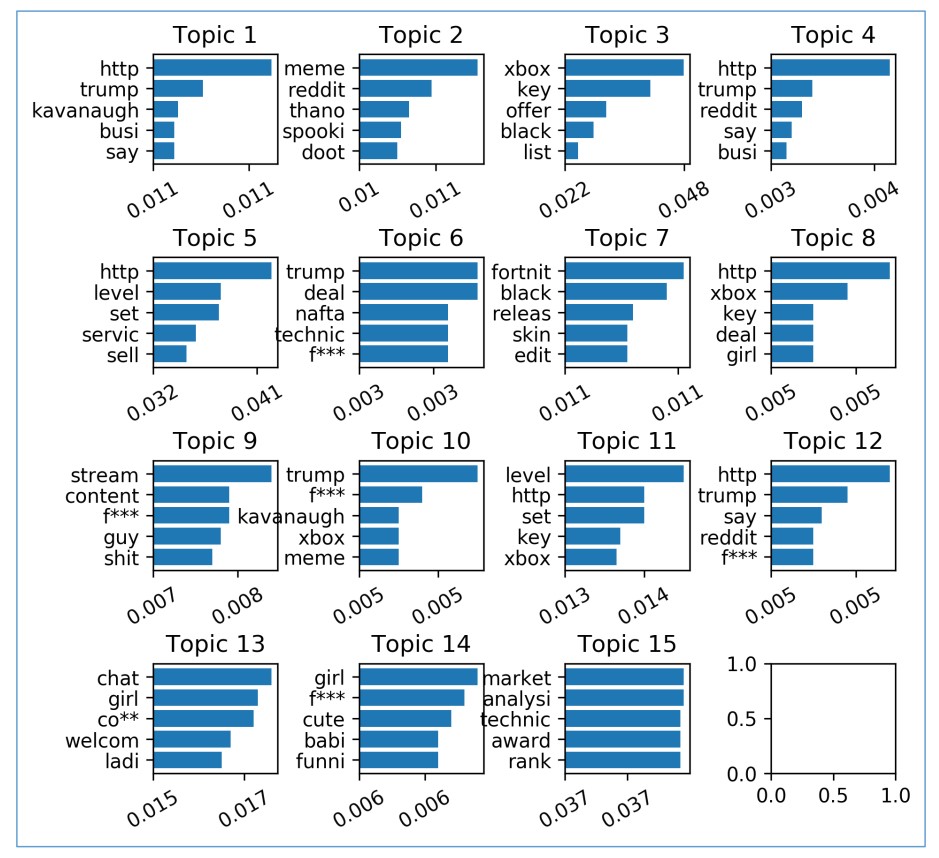 Topic 1
http
trump
kavanaugh
busi
say
0.011 0.011
Topic 2
meme
reddit
thano
spooki
doot
0.01 0.011
Topic 3
xbox
key
offer
black
list
0.022 0.048
Topic 4
http
trump
reddit
say
busi
0.003 0.004
Topic 5
http
level
set
servic
sell
0.032 0.041
Topic 6
trump
deal
nafta
technic
f***
0.003 0.003
Topic 7
fortnit
black
releas
skin
edit
0.011 0.011
Topic 8
http
xbox
key
deal
girl
0.005 0.005
Topic 9
stream
content
f***
guy
shit
0.007 0.008
Topic 10
trump
f***
kavanaugh
xbox
meme
0.005 0.005
Topic 11
level
http
set
key
xbox
0.013 0.014
Topic 12
http
trump
say
reddit
f***
0.005 0.005
Topic 13
chat
girl
co**
welcom
ladi
0.015 0.017
Topic 14
girl
f***
cute
babi
funni
0.006 0.006
Topic 15
market
analysi
technic
award
rank
0.037 0.037
1.0
0.5
0.0
0.0 0.5 1.0